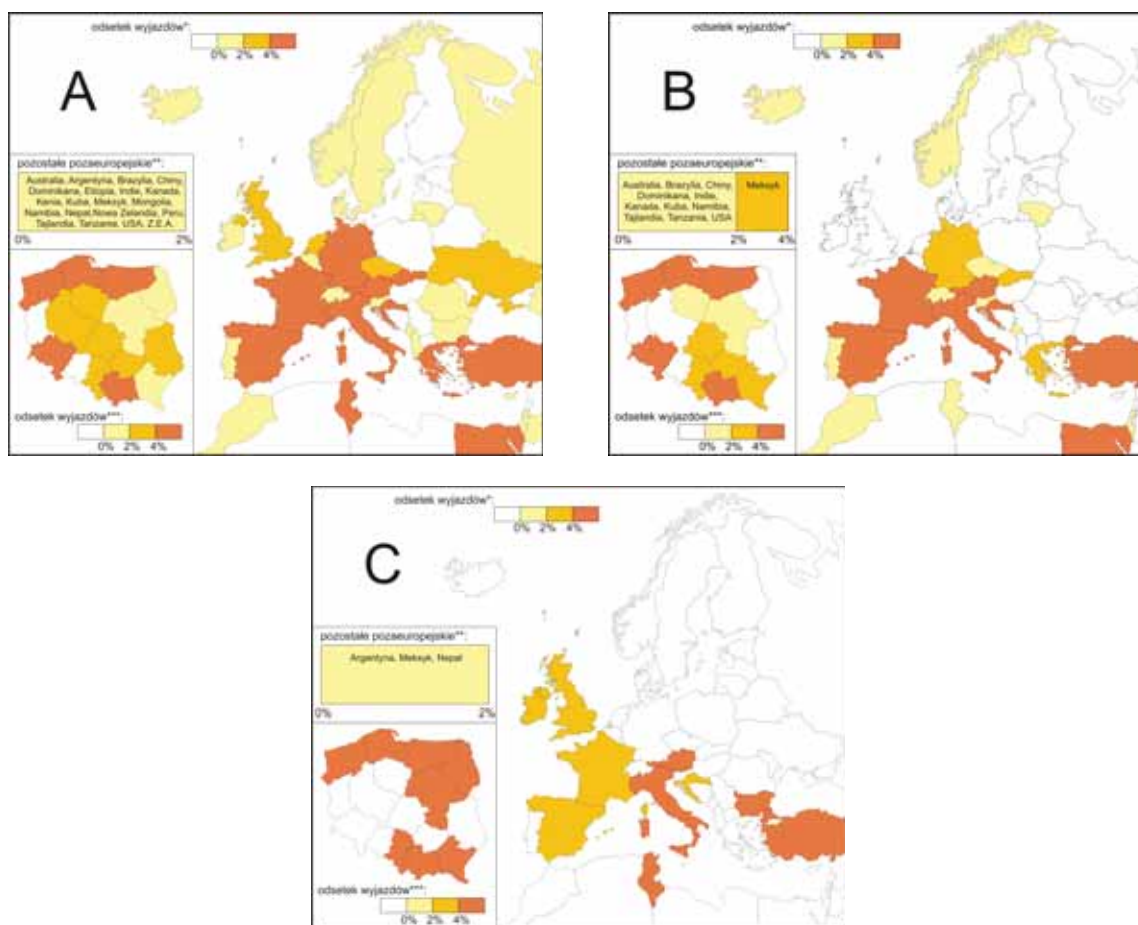 odsetek wyjazdów*:
0% 2% 4%
A
pozostałe pozaeuropejskie**:
Australia, Argentyna, Brazylia, Chiny,
Dominikana, Etiopia, Indie, Kanada,
Kenia, Kuba, Meksyk, Mongolia,
Namibia, Nepal,Nowa Zelandia, Peru,
Tajlandia, Tanzania, USA, Z.E.A.
0% 2%
odsetek wyjazdów***:
0% 2% 4%
odsetek wyjazdów*:
0% 2% 4%
B
pozostałe pozaeuropejskie**:
Australia, Brazylia, Chiny,
Dominikana, Indie,
Kanada, Kuba, Namibia,
Tajlandia, Tanzania, USA
Meksyk
0% 2% 4%
odsetek wyjazdów***:
0% 2% 4%
odsetek wyjazdów*:
0% 2% 4%
C
pozostałe pozaeuropejskie**:
Argentyna, Meksyk, Nepal
0% 2%
odsetek wyjazdów***:
0% 2% 4%